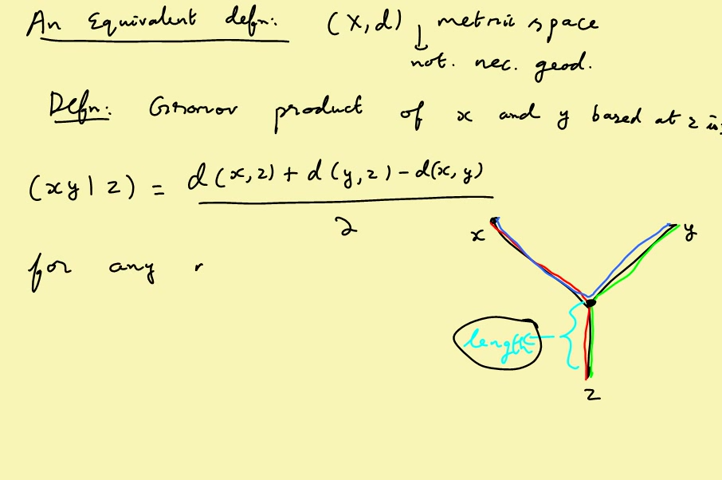 An Equivalent defn: (X,d) metric space
not. nec. geod.
Defn: Gromov product of x and y based at z is:
(xy|z) = d(x,z) + d(y,z) - d(x,y)
2
x
y
for any
length
z